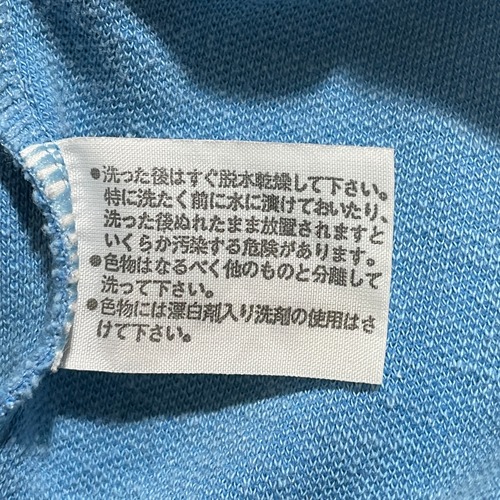 ●洗った後はすぐ脱水乾燥して下さい。
特に洗たく前に水に漬けておいたり、
洗った後ぬれたまま放置されますと
いくらか汚染する危険があります。
●色物はなるべく他のものと分離して
洗って下さい。
●色物には漂白剤入り洗剤の使用はさ
けて下さい。